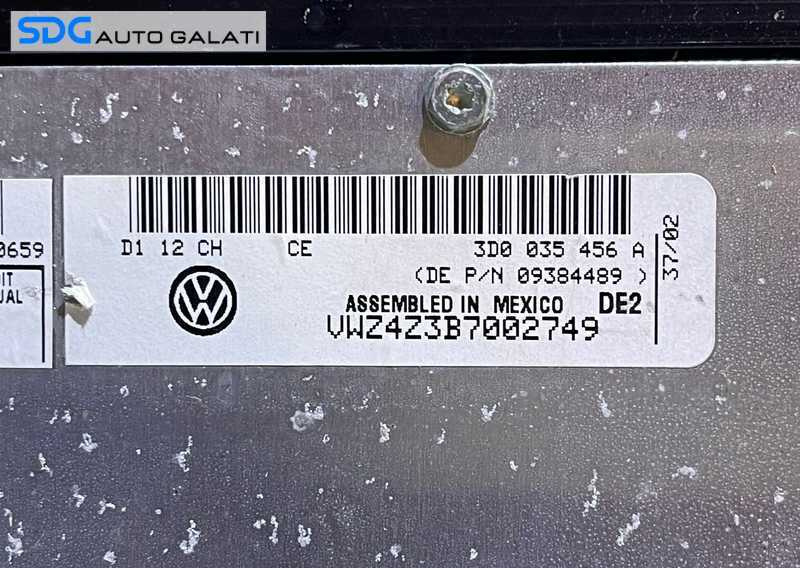 SDG AUTO GALATI
0659
D1 12 CH CE 3D0 035 456 A
(DE P/N 09384489 )
37/02
ASSEMBLED IN MEXICO DE2
VWZ4Z3B7002749